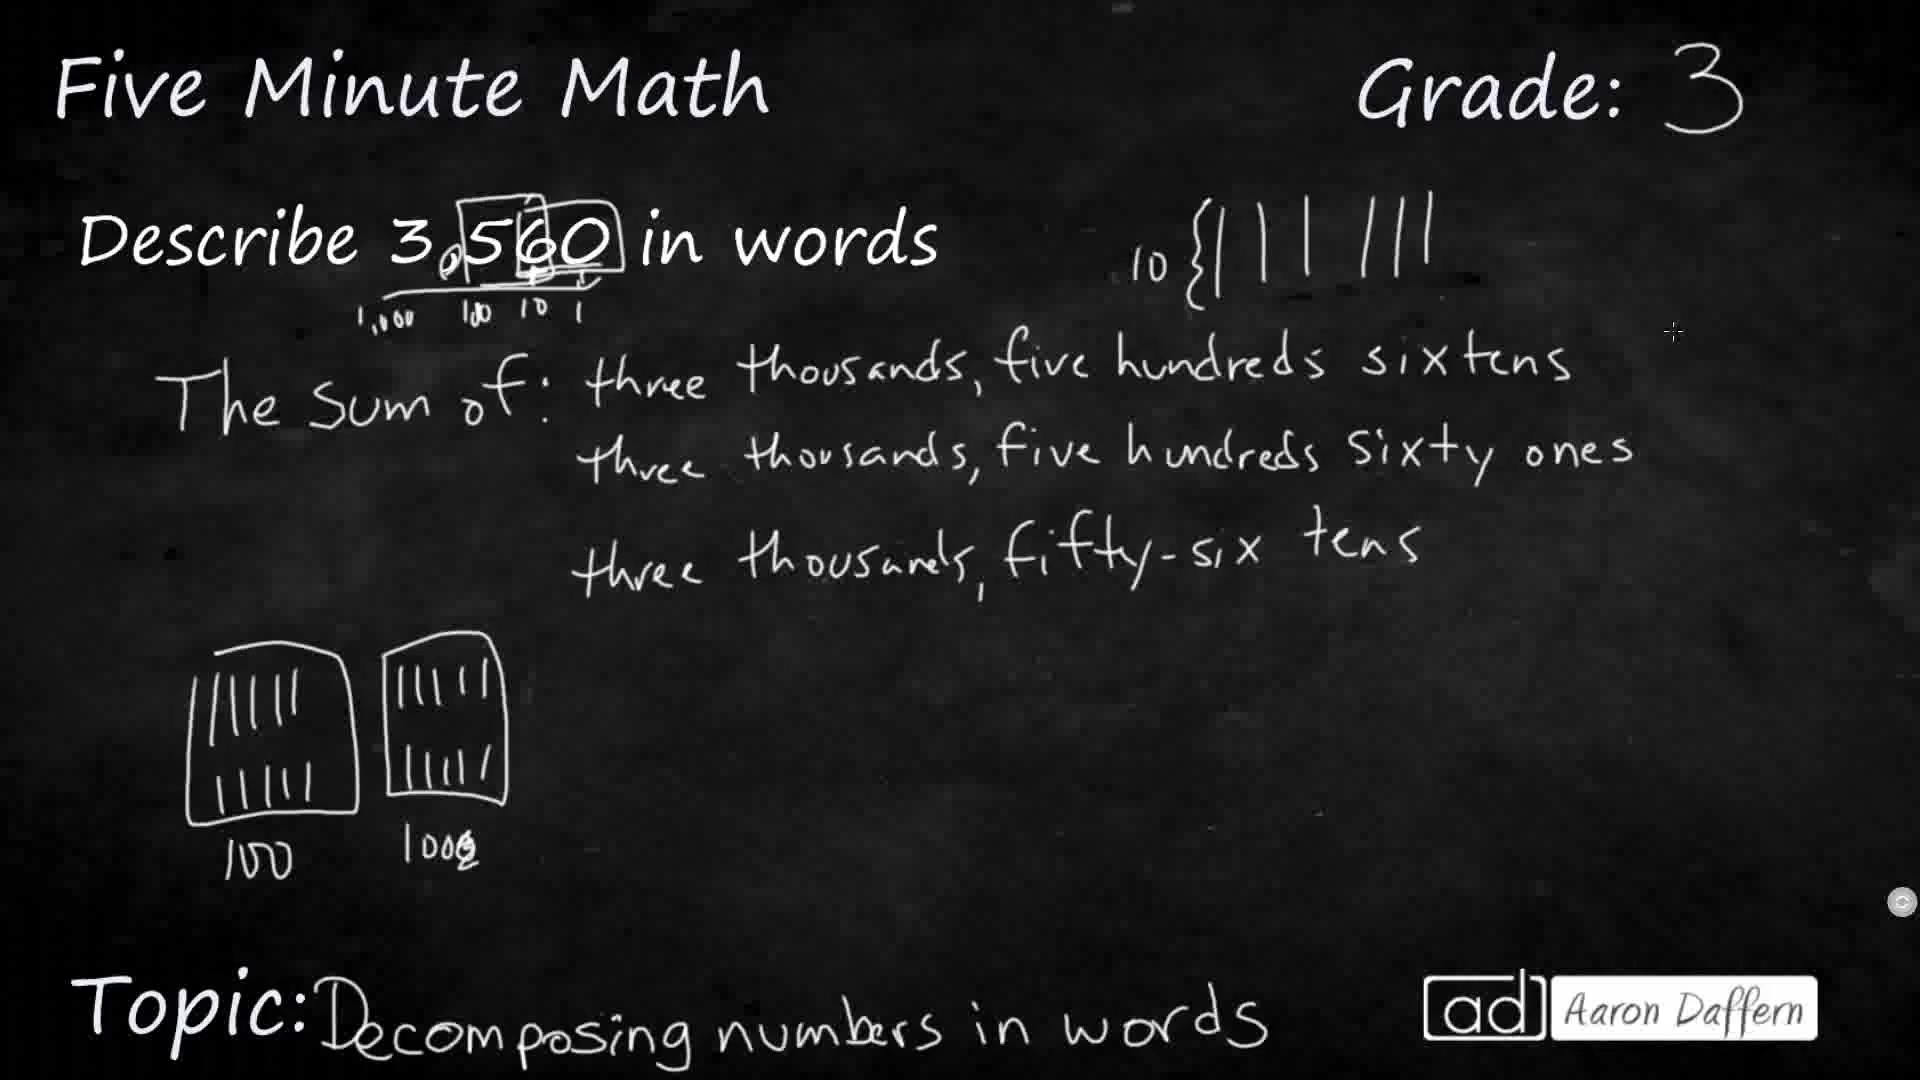 Five Minute Math
Grade: 3
Describe 3,560 in words
10
1,000 100 10 1
The sum of: three thousands, five hundreds six tens
three thousands, five hundreds sixty ones
three thousands, fifty-six tens
100
100
Topic: Decomposing numbers in words
ad Aaron Daffern